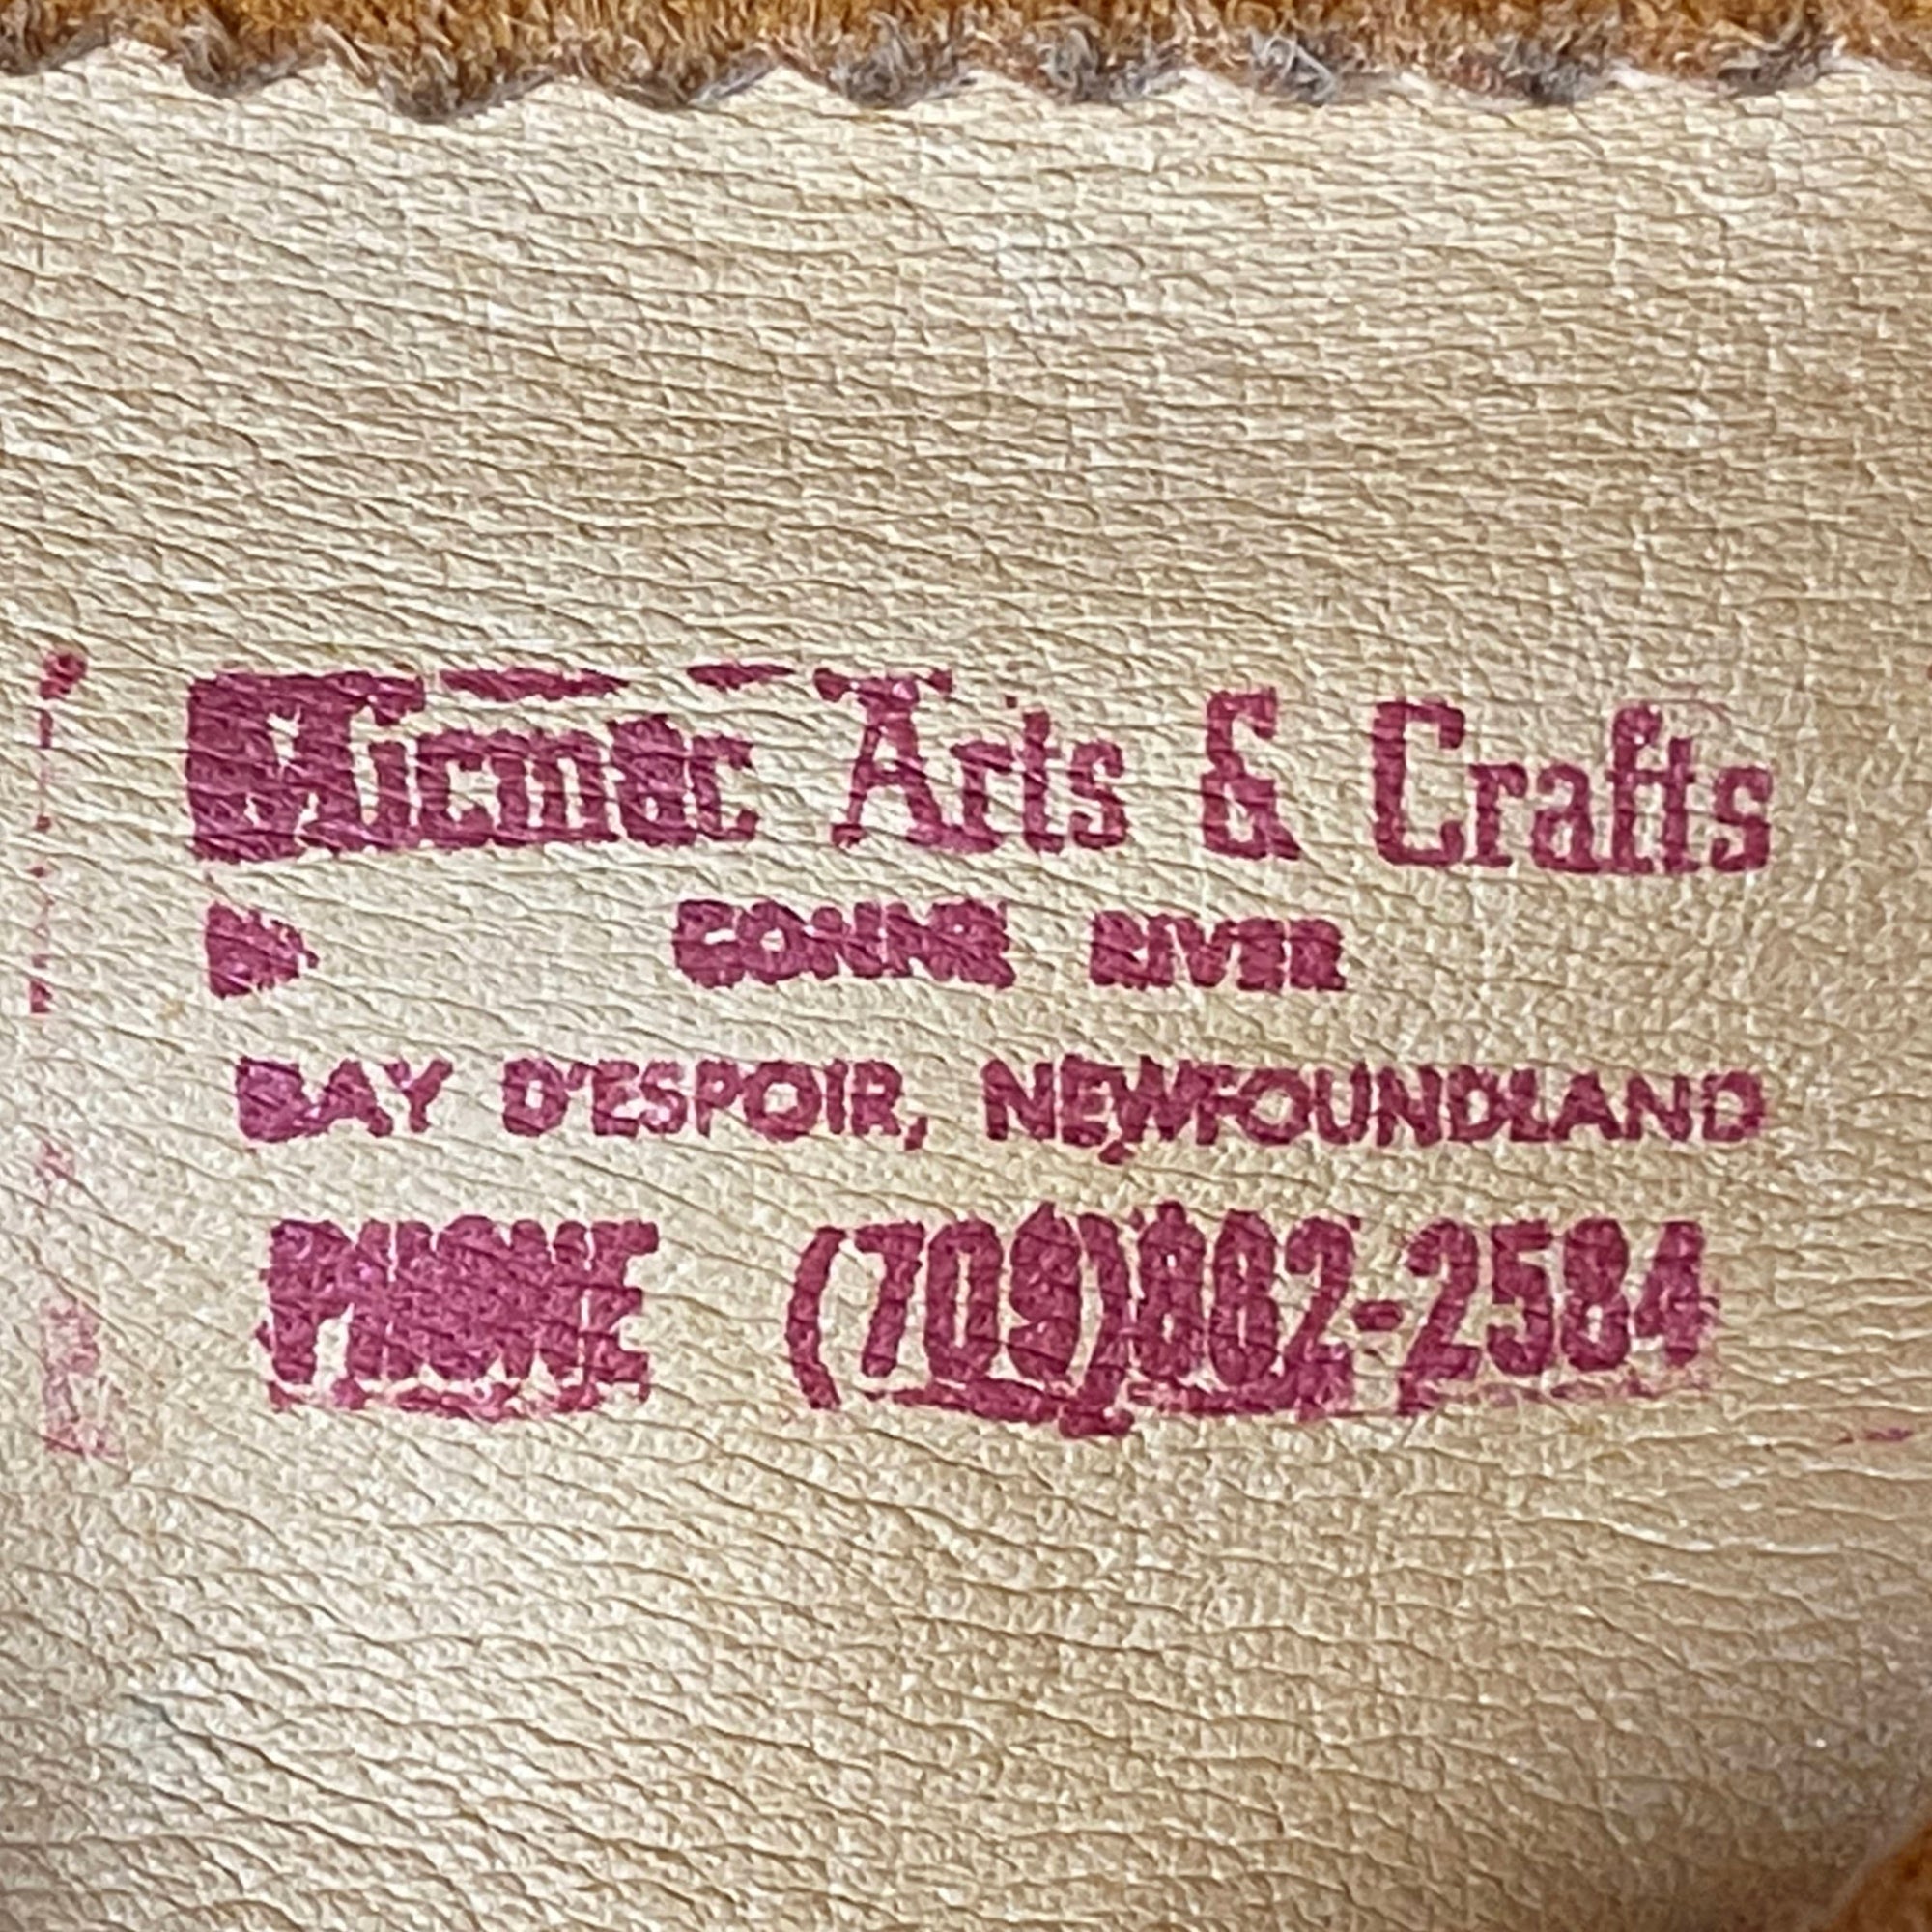 Micmac Arts & Crafts
CONNE RIVER
BAY D'ESPOIR, NEWFOUNDLAND
PHONE (709)882-2584